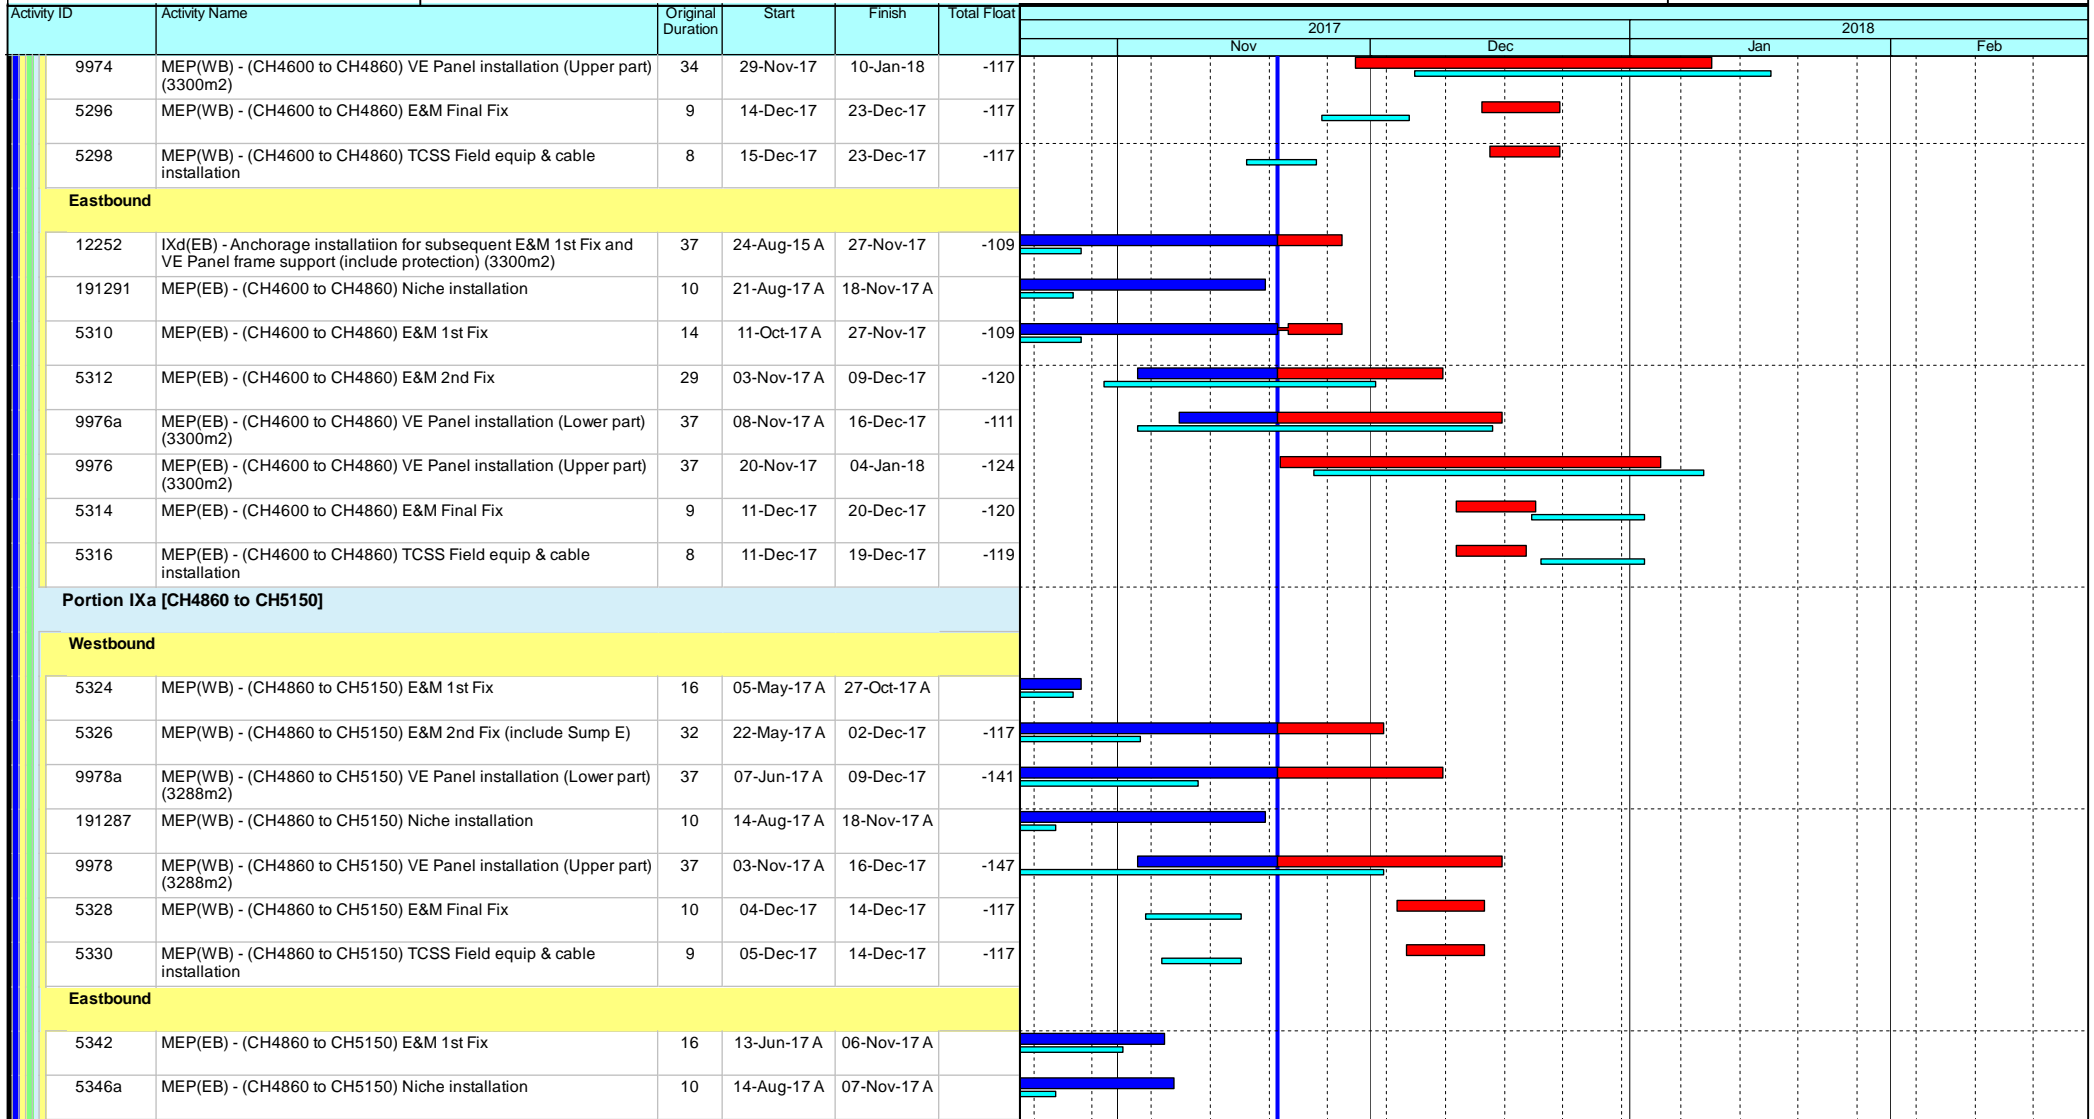 Activity ID Activity Name Original Start Finish Total Float
Duration
2017 2018
Nov Dec Jan Feb
9974 MEP(WB) - (CH4600 to CH4860) VE Panel installation (Upper part) 34 29-Nov-17 10-Jan-18 -117
(3300m2)
5296 MEP(WB) - (CH4600 to CH4860) E&M Final Fix 9 14-Dec-17 23-Dec-17 -117
5298 MEP(WB) - (CH4600 to CH4860) TCSS Field equip & cable 8 15-Dec-17 23-Dec-17 -117
installation
Eastbound
12252 IXd(EB) - Anchorage installatiion for subsequent E&M 1st Fix and 37 24-Aug-15 A 27-Nov-17 -109
VE Panel frame support (include protection) (3300m2)
191291 MEP(EB) - (CH4600 to CH4860) Niche installation 10 21-Aug-17 A 18-Nov-17 A
5310 MEP(EB) - (CH4600 to CH4860) E&M 1st Fix 14 11-Oct-17 A 27-Nov-17 -109
5312 MEP(EB) - (CH4600 to CH4860) E&M 2nd Fix 29 03-Nov-17 A 09-Dec-17 -120
9976a MEP(EB) - (CH4600 to CH4860) VE Panel installation (Lower part) 37 08-Nov-17 A 16-Dec-17 -111
(3300m2)
9976 MEP(EB) - (CH4600 to CH4860) VE Panel installation (Upper part) 37 20-Nov-17 04-Jan-18 -124
(3300m2)
5314 MEP(EB) - (CH4600 to CH4860) E&M Final Fix 9 11-Dec-17 20-Dec-17 -120
5316 MEP(EB) - (CH4600 to CH4860) TCSS Field equip & cable 8 11-Dec-17 19-Dec-17 -119
installation
Portion IXa [CH4860 to CH5150]
Westbound
5324 MEP(WB) - (CH4860 to CH5150) E&M 1st Fix 16 05-May-17 A 27-Oct-17 A
5326 MEP(WB) - (CH4860 to CH5150) E&M 2nd Fix (include Sump E) 32 22-May-17 A 02-Dec-17 -117
9978a MEP(WB) - (CH4860 to CH5150) VE Panel installation (Lower part) 37 07-Jun-17 A 09-Dec-17 -141
(3288m2)
191287 MEP(WB) - (CH4860 to CH5150) Niche installation 10 14-Aug-17 A 18-Nov-17 A
9978 MEP(WB) - (CH4860 to CH5150) VE Panel installation (Upper part) 37 03-Nov-17 A 16-Dec-17 -147
(3288m2)
5328 MEP(WB) - (CH4860 to CH5150) E&M Final Fix 10 04-Dec-17 14-Dec-17 -117
5330 MEP(WB) - (CH4860 to CH5150) TCSS Field equip & cable 9 05-Dec-17 14-Dec-17 -117
installation
Eastbound
5342 MEP(EB) - (CH4860 to CH5150) E&M 1st Fix 16 13-Jun-17 A 06-Nov-17 A
5346a MEP(EB) - (CH4860 to CH5150) Niche installation 10 14-Aug-17 A 07-Nov-17 A